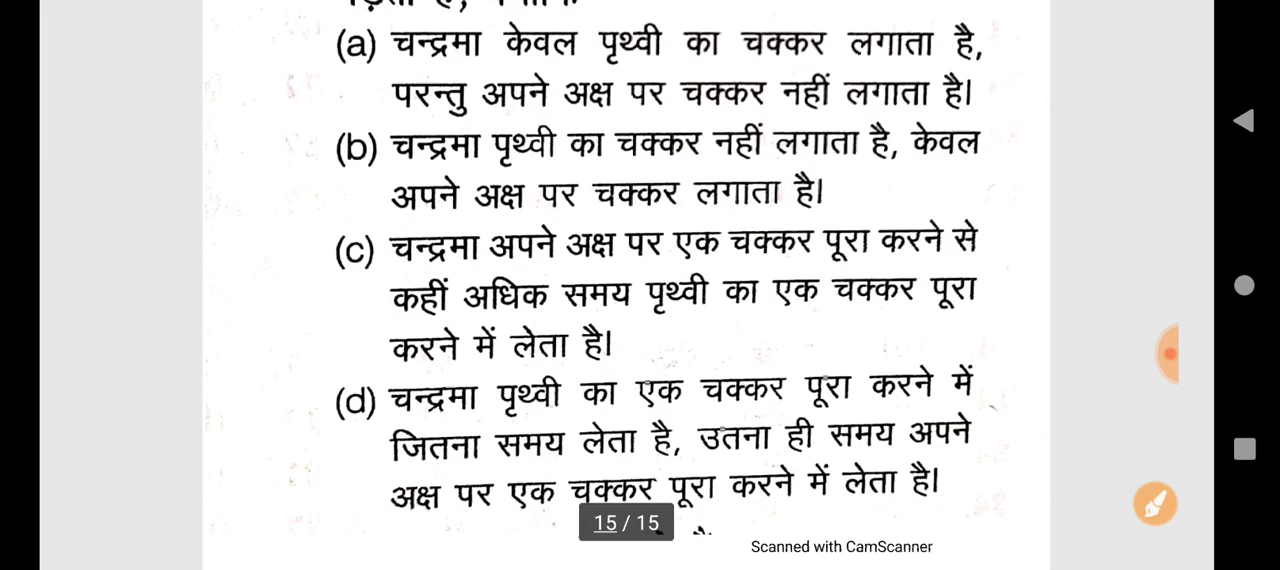 (a) चन्द्रमा केवल पृथ्वी का चक्कर लगाता है,
परन्तु अपने अक्ष पर चक्कर नहीं लगाता है।
(b) चन्द्रमा पृथ्वी का चक्कर नहीं लगाता है, केवल
अपने अक्ष पर चक्कर लगाता है।
(c) चन्द्रमा अपने अक्ष पर एक चक्कर पूरा करने से
कहीं अधिक समय पृथ्वी का एक चक्कर पूरा
करने में लेता है।
(d) चन्द्रमा पृथ्वी का एक चक्कर पूरा करने में
जितना समय लेता है, उतना ही समय अपने
अक्ष पर एक चक्कर पूरा करने में लेता है।
15 / 15
Scanned with CamScanner